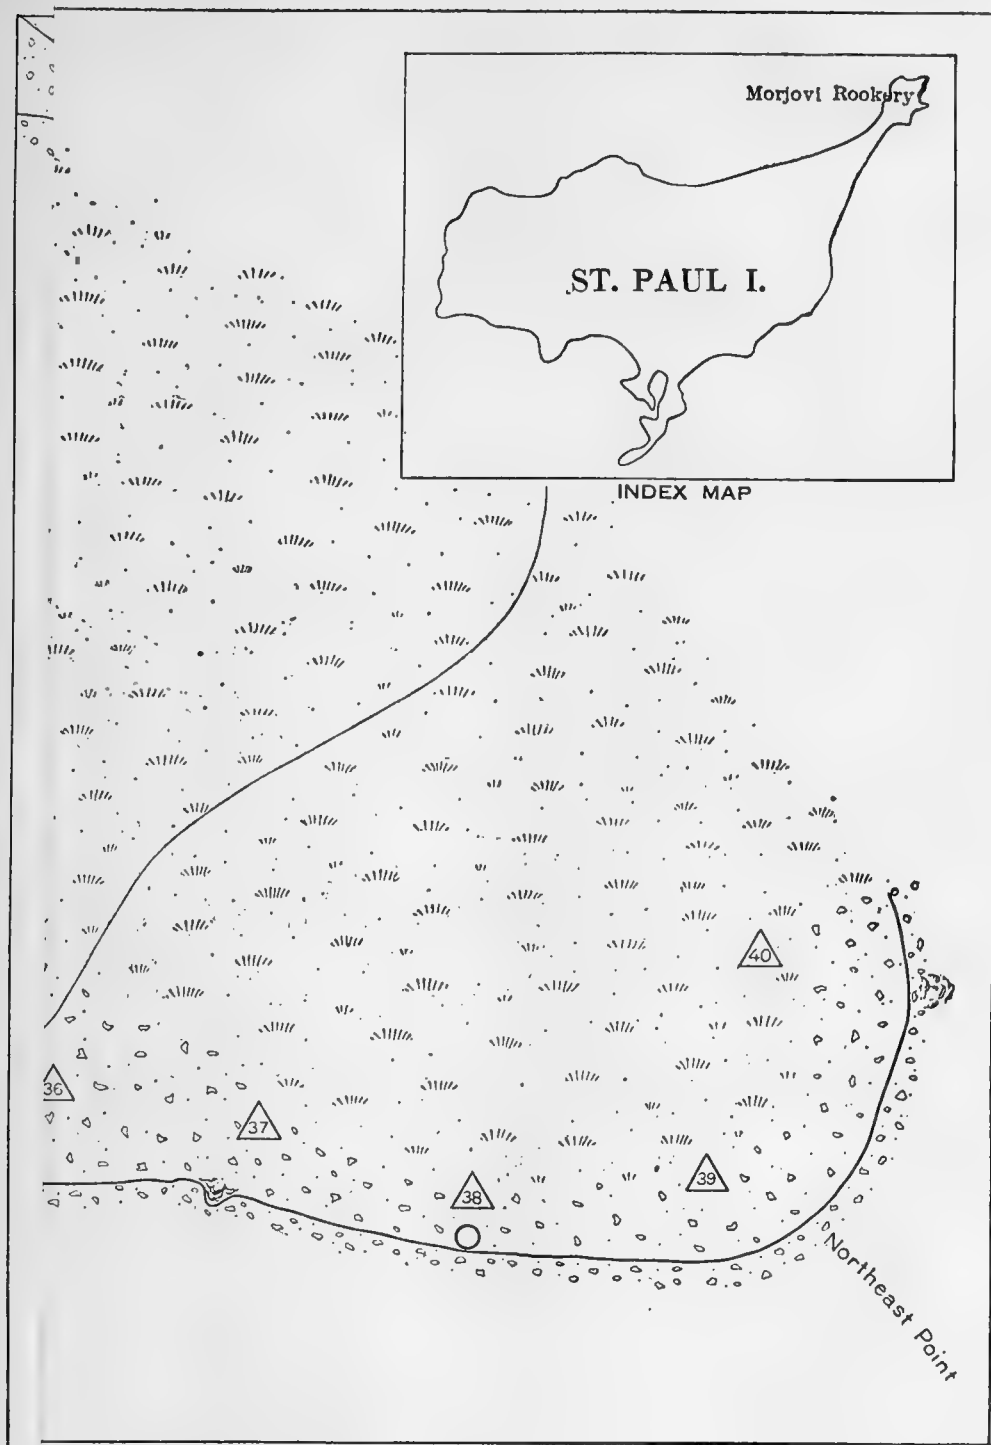 Morjovi Rookery
ST. PAUL I.
INDEX MAP
40
36
37
39
38
Northeast Point